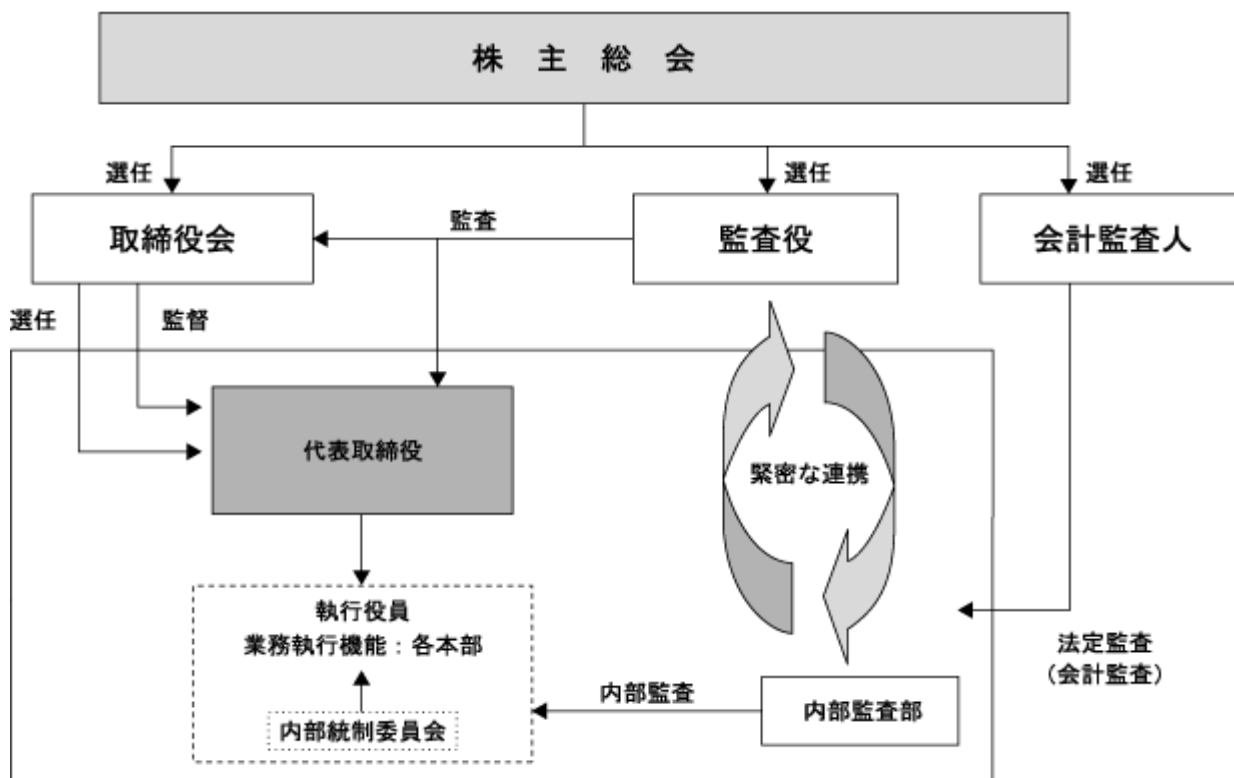 株主総会
選任
選任
選任
取締役会
監査
監査役
会計監査人
選任
監督
代表取締役
緊密な連携
執行役員
業務執行機能：各本部
法定監査
（会計監査）
内部監査
内部監査部
内部統制委員会